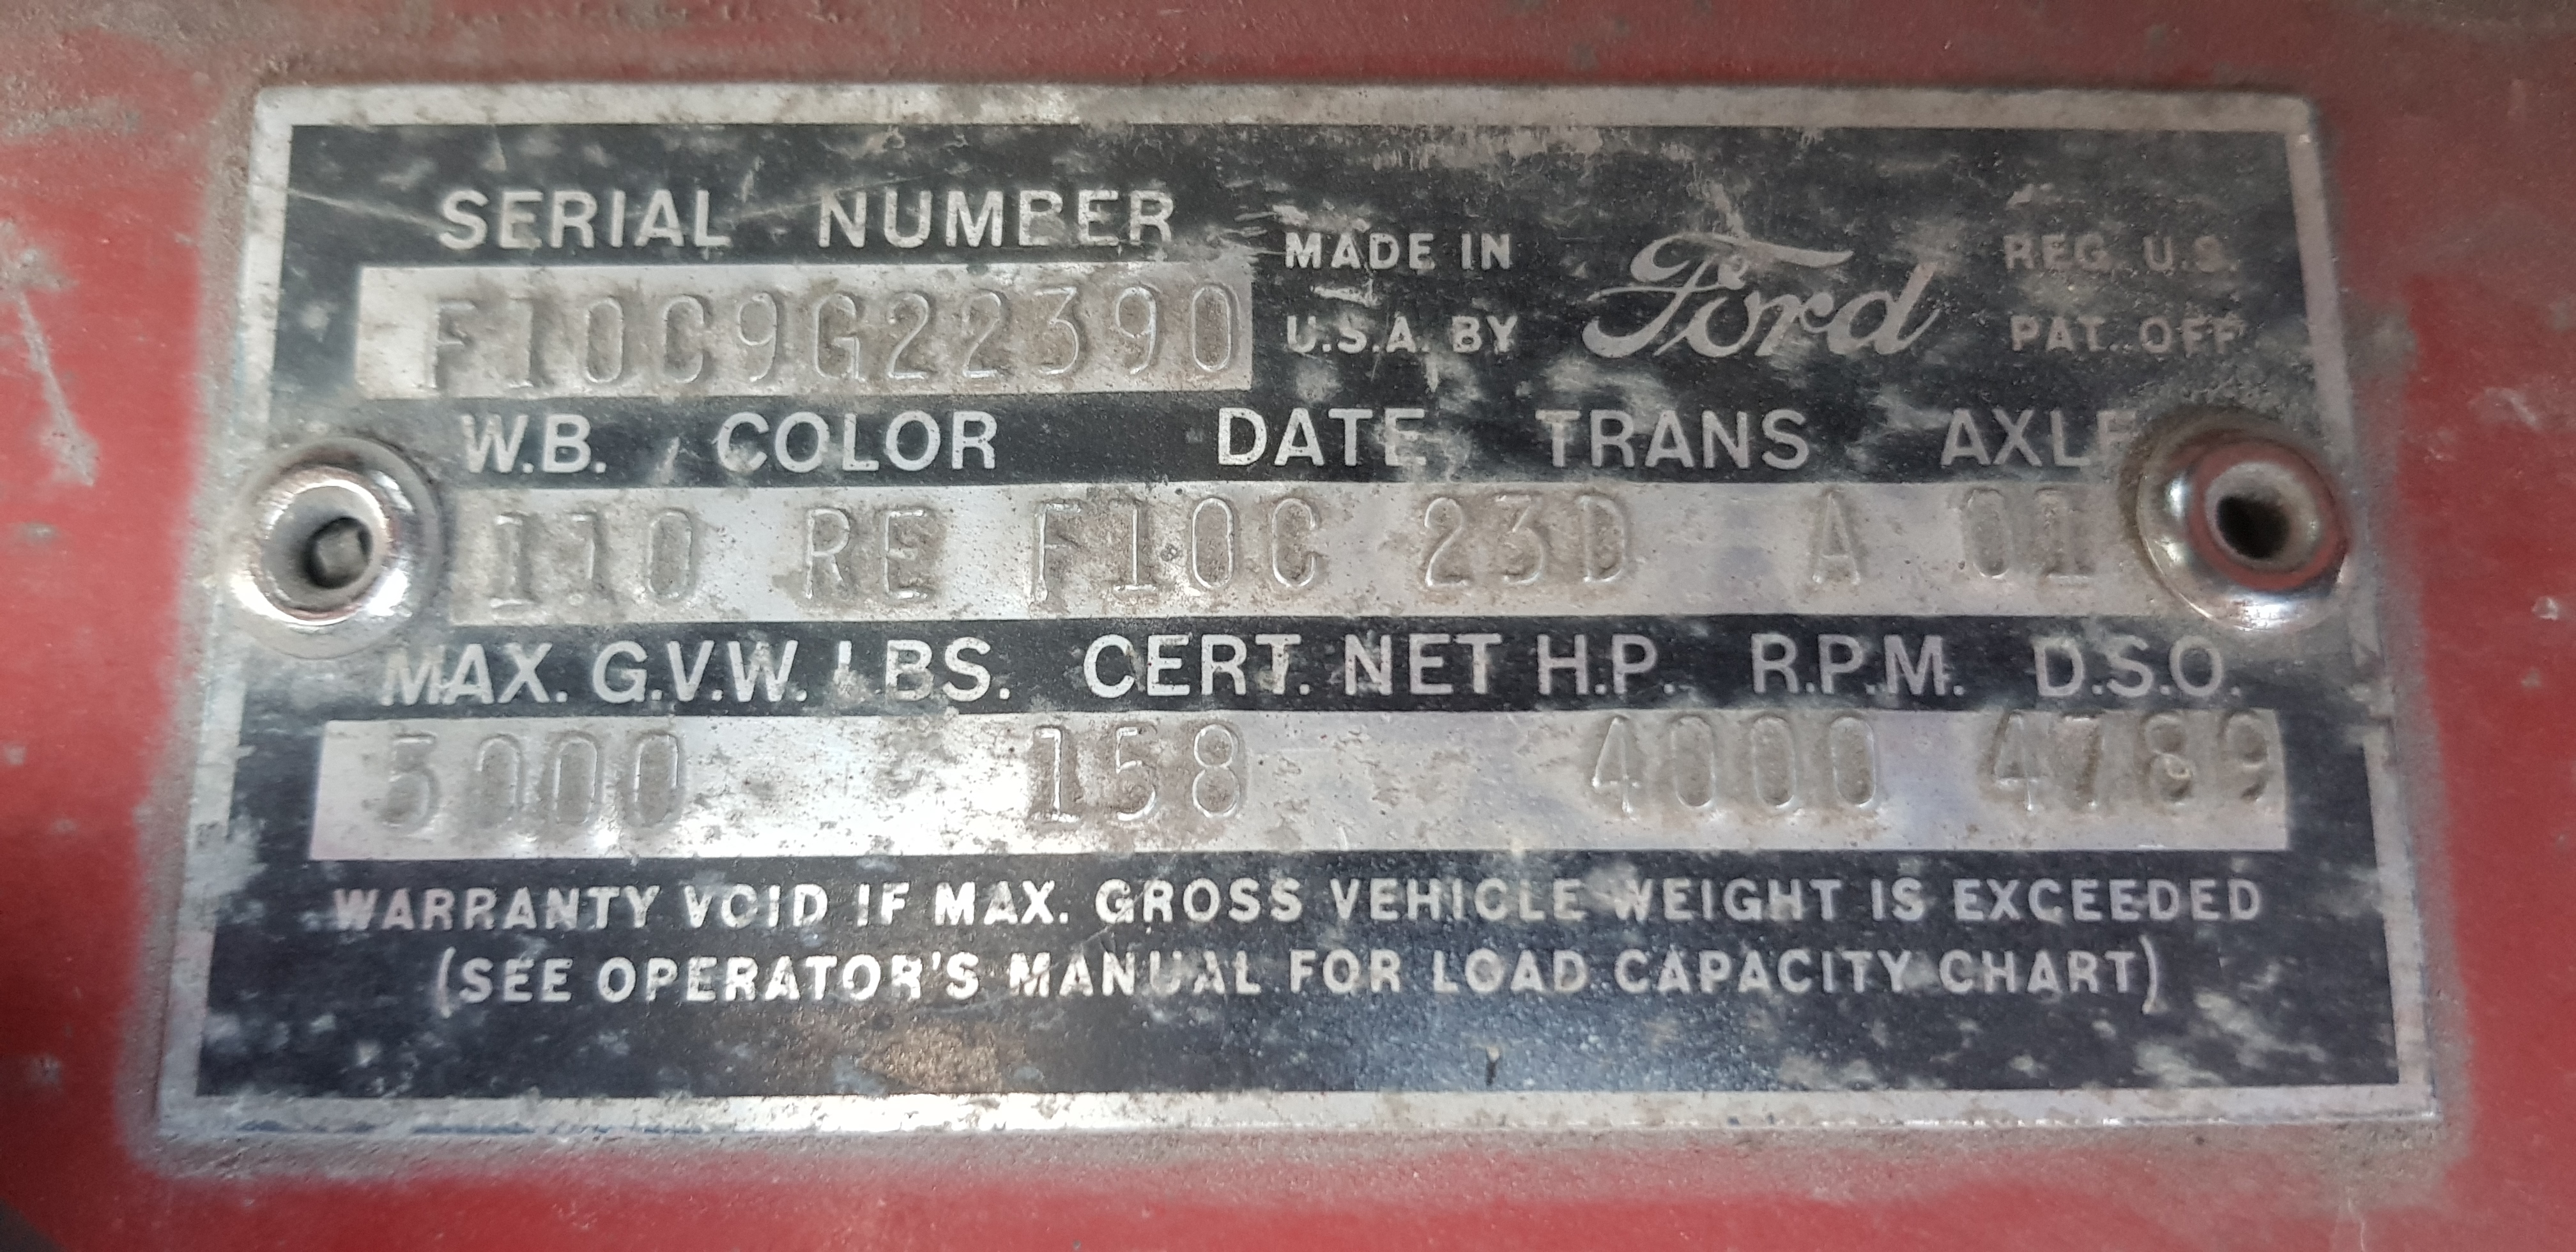 SERIAL NUMBER
F10C9G22390
MADE IN
U.S.A. BY
Ford
REG. U.S.
PAT. OFF.
W.B. COLOR DATE TRANS AXLE
110 RE F10C 23D A 01
MAX. G.V.W. LBS. CERT. NET H.P. R.P.M. D.S.O.
5000 158 4000 4789
WARRANTY VOID IF MAX. GROSS VEHICLE WEIGHT IS EXCEEDED
(SEE OPERATOR'S MANUAL FOR LOAD CAPACITY CHART)